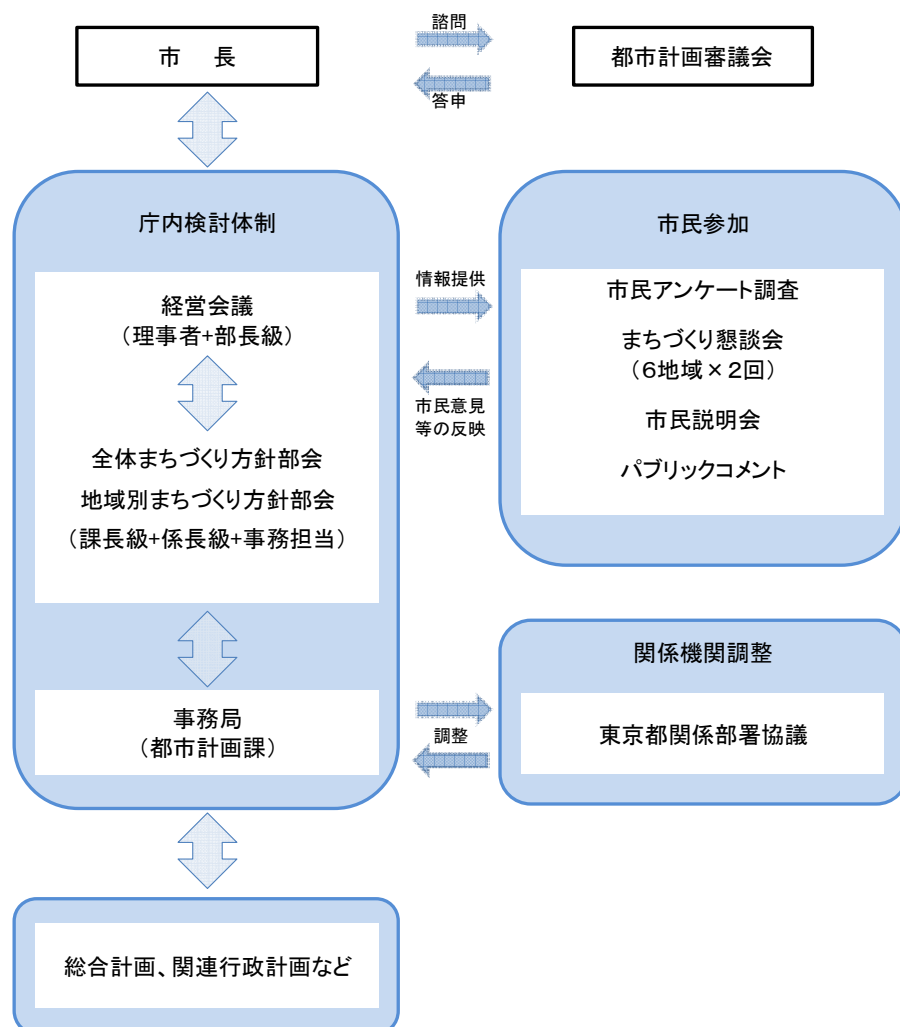 市　長
諮問
答申
都市計画審議会
庁内検討体制
経営会議
（理事者+部長級）
全体まちづくり方針部会
地域別まちづくり方針部会
（課長級+係長級+事務担当）
事務局
（都市計画課）
情報提供
市民意見
等の反映
市民参加
市民アンケート調査
まちづくり懇談会
（６地域×２回）
市民説明会
パブリックコメント
調整
関係機関調整
東京都関係部署協議
総合計画、関連行政計画など